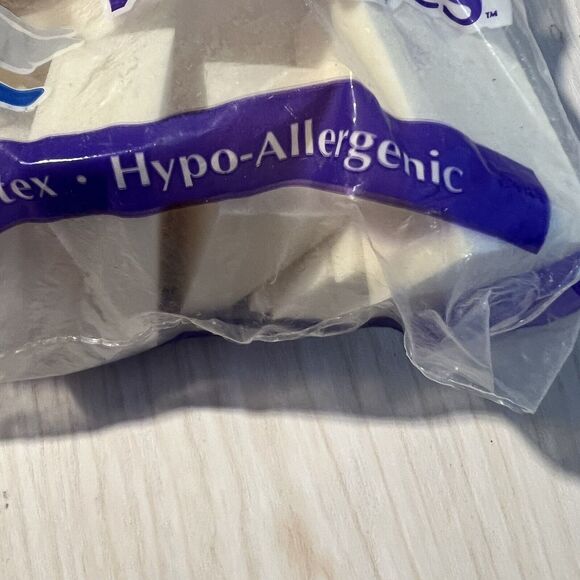 tex • Hypo-Allergenic